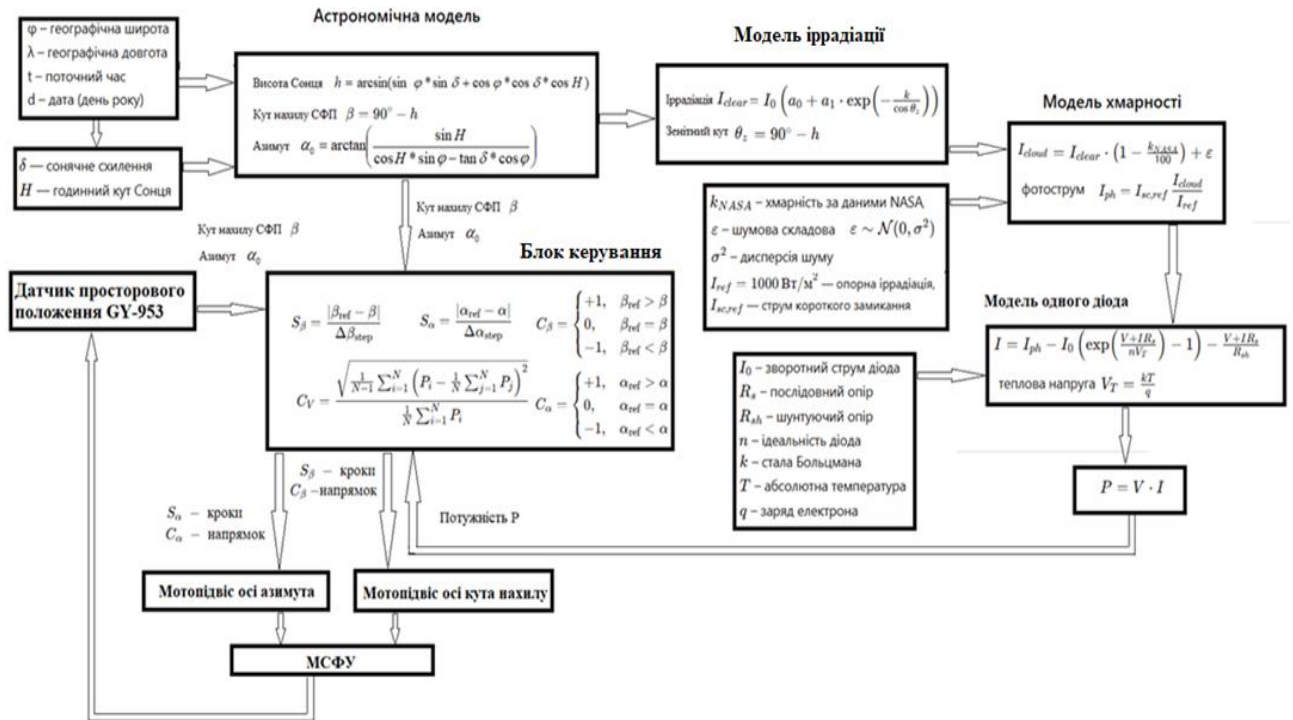 Астрономічна модель
φ – географічна широта
λ – географічна довгота
t – поточний час
d – дата (день року)
δ — сонячне схилення
H — годинний кут Сонця
Висота Сонця h = arcsin(sin φ * sin δ + cos φ * cos δ * cos H)
Кут нахилу СФП β = 90° − h
Азимут α₀ = arctan(sin H / (cosH * sin φ − tan δ * cos φ))
Модель іррадіації
Ірредіація I_clear = I₀ (a₀ + a₁ · exp(−k / cos θ_z))
Зенітний кут θ_z = 90° − h
Модель хмарності
I_cloud = I_clear · (1 − k_NASA/100) + ε
фотострум I_ph = I_sc,ref I_cloud / I_ref
k_NASA – хмарність за даними NASA
ε – шумова складова ε ∼ N(0, σ²)
σ² – дисперсія шуму
I_ref = 1000 Вт/м² – опорна іррадіація,
I_sc,ref – струм короткого замикання
Кут нахилу СФП β
Азимут α₀
Кут нахилу СФП β
Азимут α₀
Блок керування
Датчик просторового
положення GY-953
S_β = |β_ref − β| / Δβ_step
S_α = |α_ref − α| / Δα_step
C_β = { +1, β_ref > β
0, β_ref = β
−1, β_ref < β
C_V = √(1/(N−1) ∑_{i=1}^{N} (P_i − 1/N ∑_{j=1}^{N} P_j)²) / (1/N ∑_{i=1}^{N} P_i)
C_α = { +1, α_ref > α
0, α_ref = α
−1, α_ref < α
Модель одного діода
I = I_ph − I₀ (exp((V+IR_s)/(nV_T)) − 1) − (V+IR_s)/R_sh
теплова напруга V_T = kT/q
I₀ – зворотний струм діода
R_s – послідовний опір
R_sh – шунтуючий опір
n – ідеальність діода
k – стала Больцмана
T – абсолютна температура
q – заряд електрона
P = V · I
S_β – кроки
C_β –напрямок
S_α – кроки
C_α – напрямок
Потужність P
Мотопідвіс осі азимута
Мотопідвіс осі кута нахилу
МСФУ